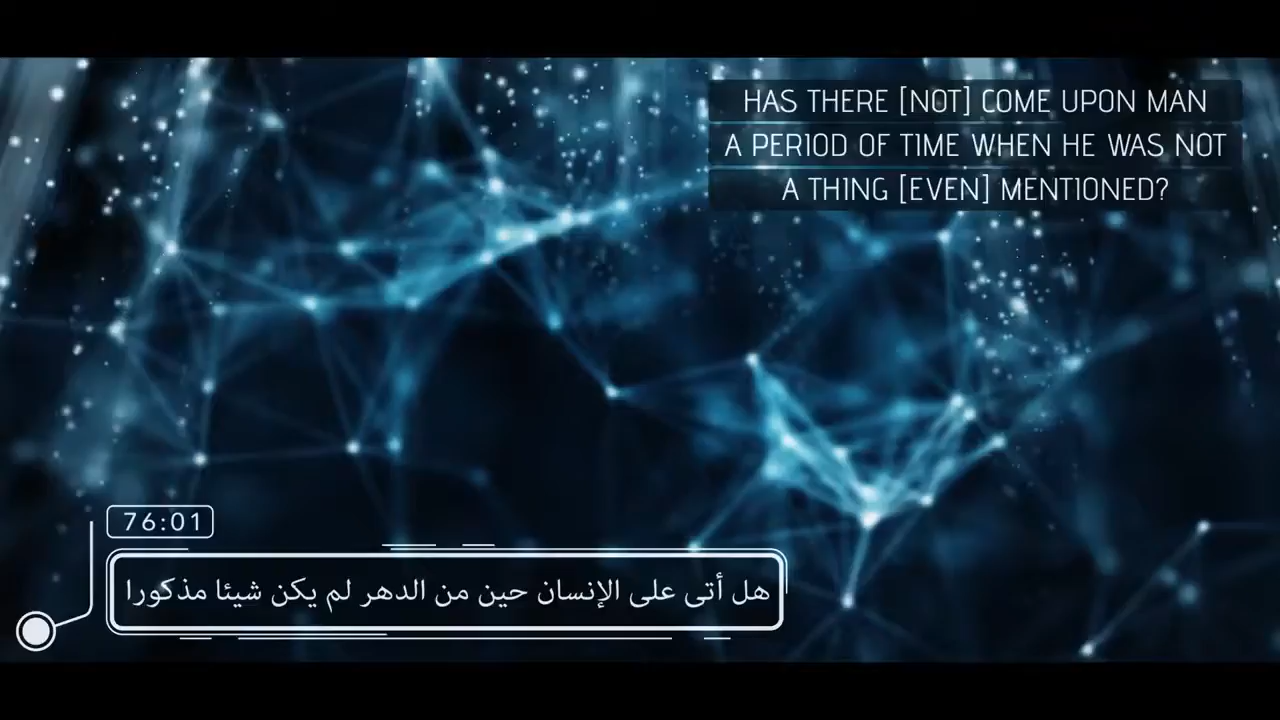 HAS THERE [NOT] COME UPON MAN
A PERIOD OF TIME WHEN HE WAS NOT
A THING [EVEN] MENTIONED?
76:01
هل أتى على الإنسان حين من الدهر لم يكن شيئا مذكورا